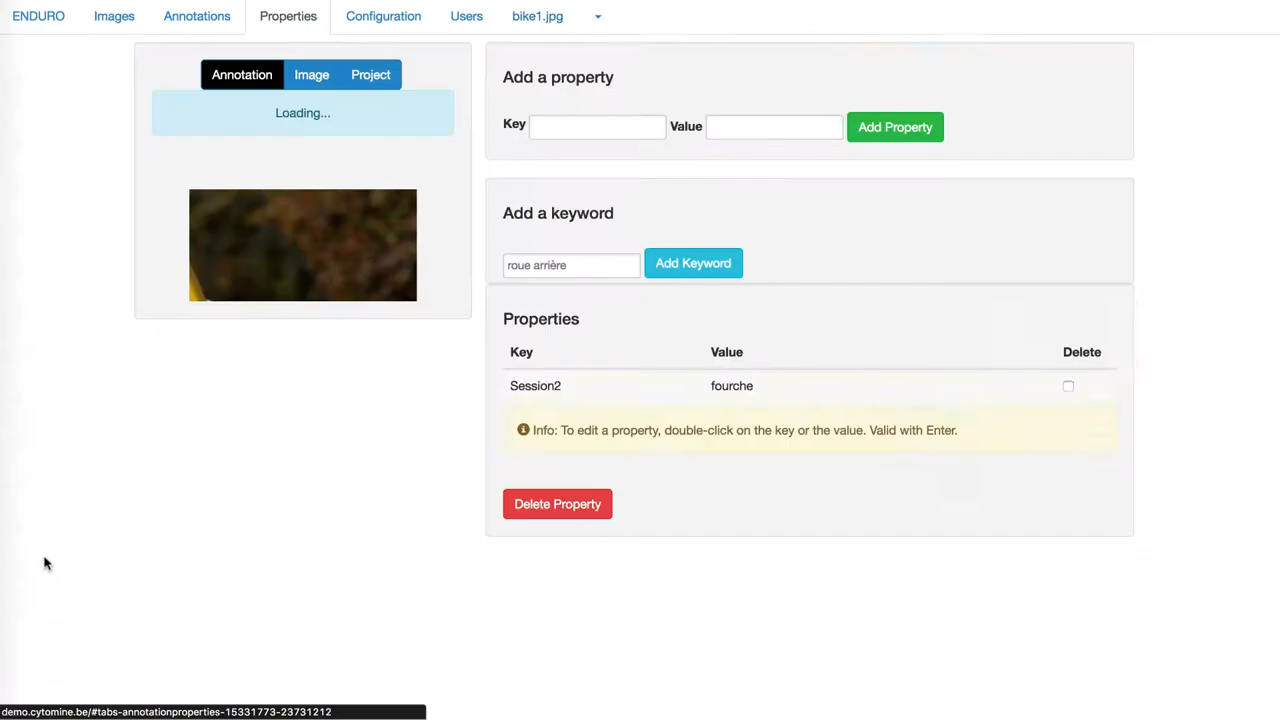 ENDURO Images Annotations Properties Configuration Users bike1.jpg
Annotation Image Project
Loading...
Add a property
Key Value Add Property
Add a keyword
roue arrière Add Keyword
Properties
Key Value Delete
Session2 fourche
Info: To edit a property, double-click on the key or the value. Valid with Enter.
Delete Property
demo.cytomine.be/#tabs-annotationproperties-15331773-23731212